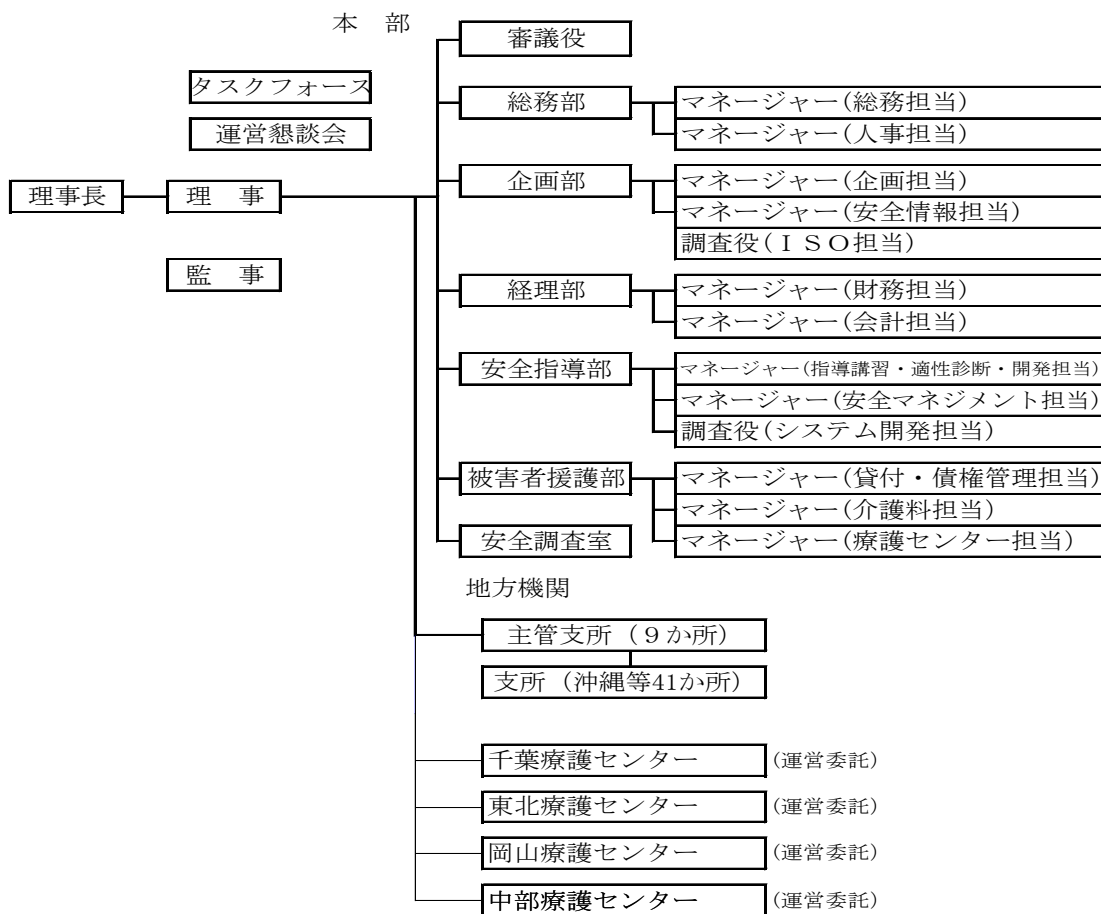 本　部
審議役
タスクフォース
総務部
マネージャー(総務担当)
マネージャー(人事担当)
運営懇談会
理事長
理　事
企画部
マネージャー(企画担当)
マネージャー(安全情報担当)
調査役(ＩＳＯ担当)
監　事
経理部
マネージャー(財務担当)
マネージャー(会計担当)
安全指導部
マネージャー(指導講習・適性診断・開発担当)
マネージャー(安全マネジメント担当)
調査役(システム開発担当)
被害者援護部
マネージャー(貸付・債権管理担当)
マネージャー(介護料担当)
マネージャー(療護センター担当)
安全調査室
地方機関
主管支所（９か所）
支所（沖縄等41か所）
千葉療護センター (運営委託)
東北療護センター (運営委託)
岡山療護センター (運営委託)
中部療護センター (運営委託)